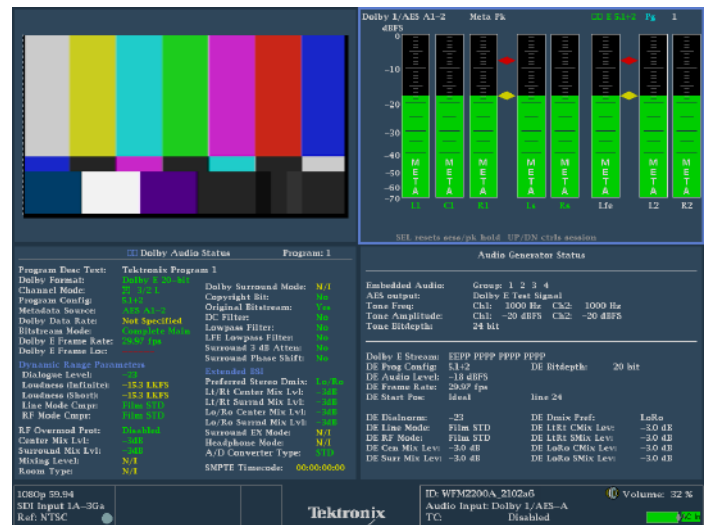 Dolby 1/AES A1-2 Meta Pk DD E 5.1+2 Pg 1
dBFS
0
-10
-20
-30
-40
-50
-60
-70
META META META META META META META META
L1 C1 R1 Ls Rs Lfe L2 R2
SEL resets sess/pk hold UP/DN ctrls session
Dolby Audio Status Program: 1
Program Desc Text: Tektronix Program 1
Dolby Format: Dolby E 20-bit
Channel Mode: 3/2 L
Program Config: 5.1+2
Metadata Source: AES A1-2
Dolby Data Rate: Not Specified
Bitstream Mode: Complete Main
Dolby E Frame Rate: 29.97 fps
Dolby E Frame Loc:
Dynamic Range Parameters
Dialogue Level: -23
Loudness (Infinite): -15.3 LKFS
Loudness (Short): -15.3 LKFS
Line Mode Cmpr: Film STD
RF Mode Cmpr: Film STD
RF Overmod Prot: Disabled
Center Mix Lvl: -3dB
Surround Mix Lvl: -3dB
Mixing Level: N/I
Room Type: N/I
Dolby Surround Mode: N/I
Copyright Bit: No
Original Bitstream: Yes
DC Filter: No
Lowpass Filter: No
LFE Lowpass Filter: No
Surround 3 dB Atten: No
Surround Phase Shift: No
Extended BSI
Preferred Stereo Dmix: Lo/Ro
Lt/Rt Center Mix Lvl: -3dB
Lt/Rt Surrnd Mix Lvl: -3dB
Lo/Ro Center Mix Lvl: -3dB
Lo/Ro Surrnd Mix Lvl: -3dB
Surround EX Mode: N/I
Headphone Mode: N/I
A/D Converter Type: STD
SMPTE Timecode: 00:00:00:00
Audio Generator Status
Embedded Audio: Group: 1 2 3 4
AES output: Dolby E Test Signal
Tone Freq: Ch1: 1000 Hz Ch2: 1000 Hz
Tone Amplitude: Ch1: -20 dBFS Ch2: -20 dBFS
Tone Bitdepth: 24 bit
Dolby E Stream: EEPP PPPP PPPP PPPP
DE Prog Config: 5.1+2 DE Bitdepth: 20 bit
DE Audio Level: -18 dBFS
DE Frame Rate: 29.97 fps
DE Start Pos: Ideal line 24
DE Dialnorm: -23 DE Dmix Pref: LoRo
DE Line Mode: Film STD DE LtRt CMix Lev: -3.0 dB
DE RF Mode: Film STD DE LtRt SMix Lev: -3.0 dB
DE Cen Mix Lev: -3.0 dB DE LoRo CMix Lev: -3.0 dB
DE Surr Mix Lev: -3.0 dB DE LoRo SMix Lev: -3.0 dB
1080p 59.94
SDI Input 1A-3Ga
Ref: NTSC
Tektronix
ID: WFM2200A_2102a6 Volume: 32 %
Audio Input: Dolby 1/AES-A
TC: Disabled